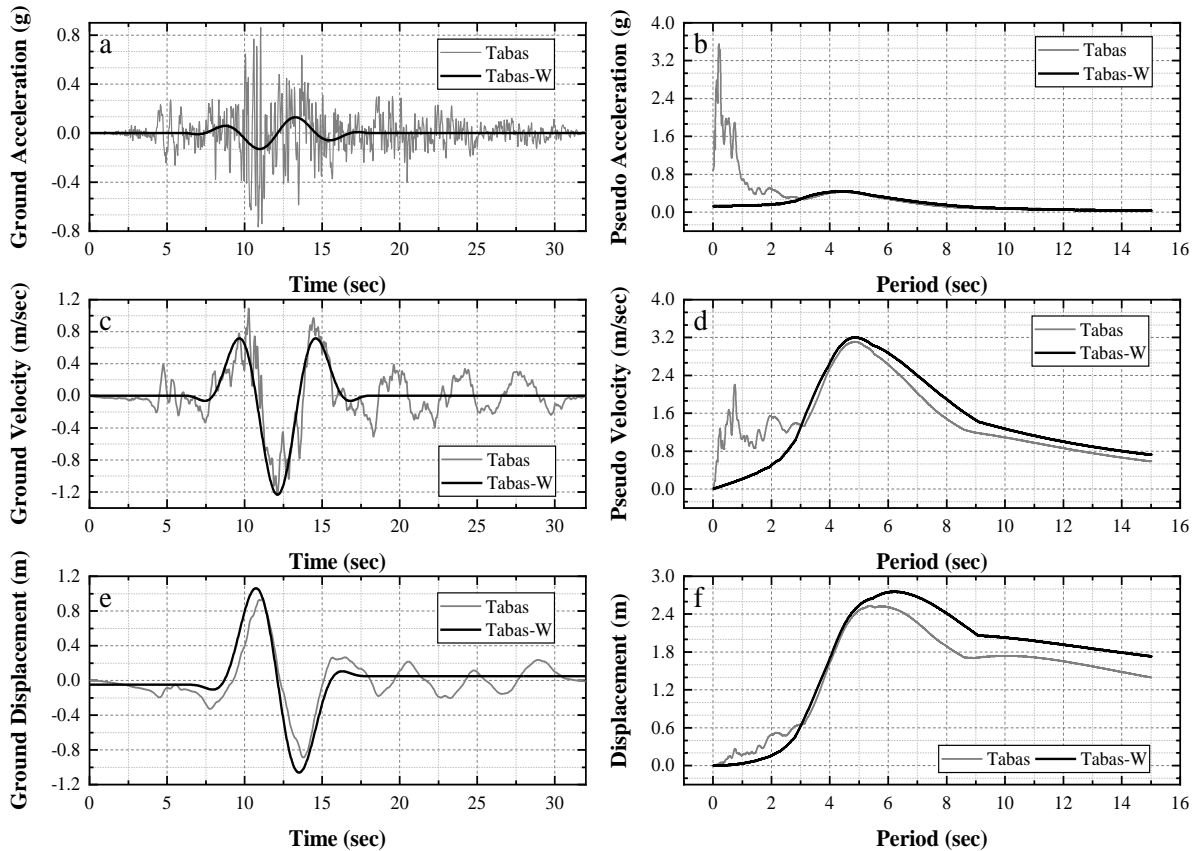 a
Tabas
Tabas-W
Ground Acceleration (g)
0.8
0.4
0.0
-0.4
-0.8
0 5 10 15 20 25 30
Time (sec)
b
Tabas
Tabas-W
Pseudo Acceleration (g)
4.0
3.2
2.4
1.6
0.8
0.0
0 2 4 6 8 10 12 14 16
Period (sec)
c
Tabas
Tabas-W
Ground Velocity (m/sec)
1.2
0.8
0.4
0.0
-0.4
-0.8
-1.2
0 5 10 15 20 25 30
Time (sec)
d
Tabas
Tabas-W
Pseudo Velocity (m/sec)
4.0
3.2
2.4
1.6
0.8
0.0
0 2 4 6 8 10 12 14 16
Period (sec)
e
Tabas
Tabas-W
Ground Displacement (m)
1.2
0.8
0.4
0.0
-0.4
-0.8
-1.2
0 5 10 15 20 25 30
Time (sec)
f
Tabas Tabas-W
Displacement (m)
3.0
2.4
1.8
1.2
0.6
0.0
0 2 4 6 8 10 12 14 16
Period (sec)